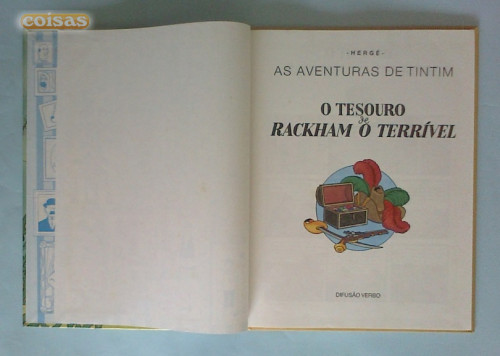 coisas
- HERGÉ -
AS AVENTURAS DE TINTIM
O TESOURO
de
RACKHAM O TERRÍVEL
DIFUSÃO VERBO